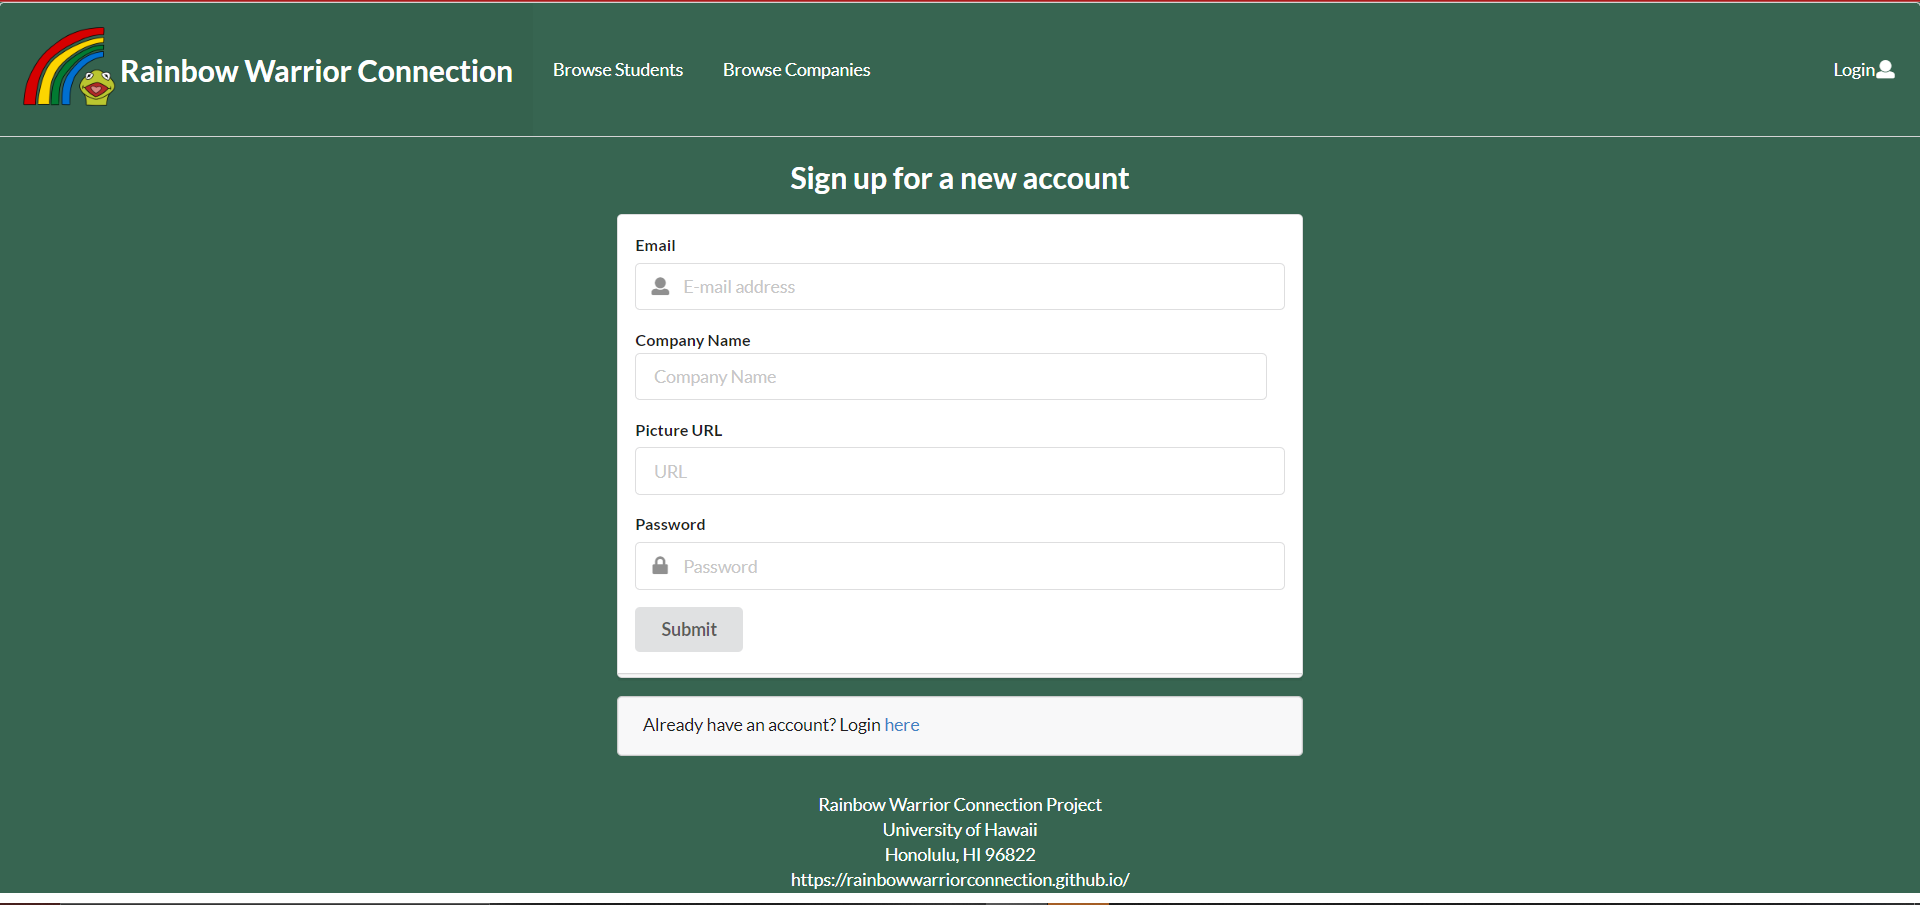 Rainbow Warrior Connection Browse Students Browse Companies Login
Sign up for a new account
Email
E-mail address
Company Name
Company Name
Picture URL
URL
Password
Password
Submit
Already have an account? Login here
Rainbow Warrior Connection Project
University of Hawaii
Honolulu, HI 96822
https://rainbowwarriorconnection.github.io/